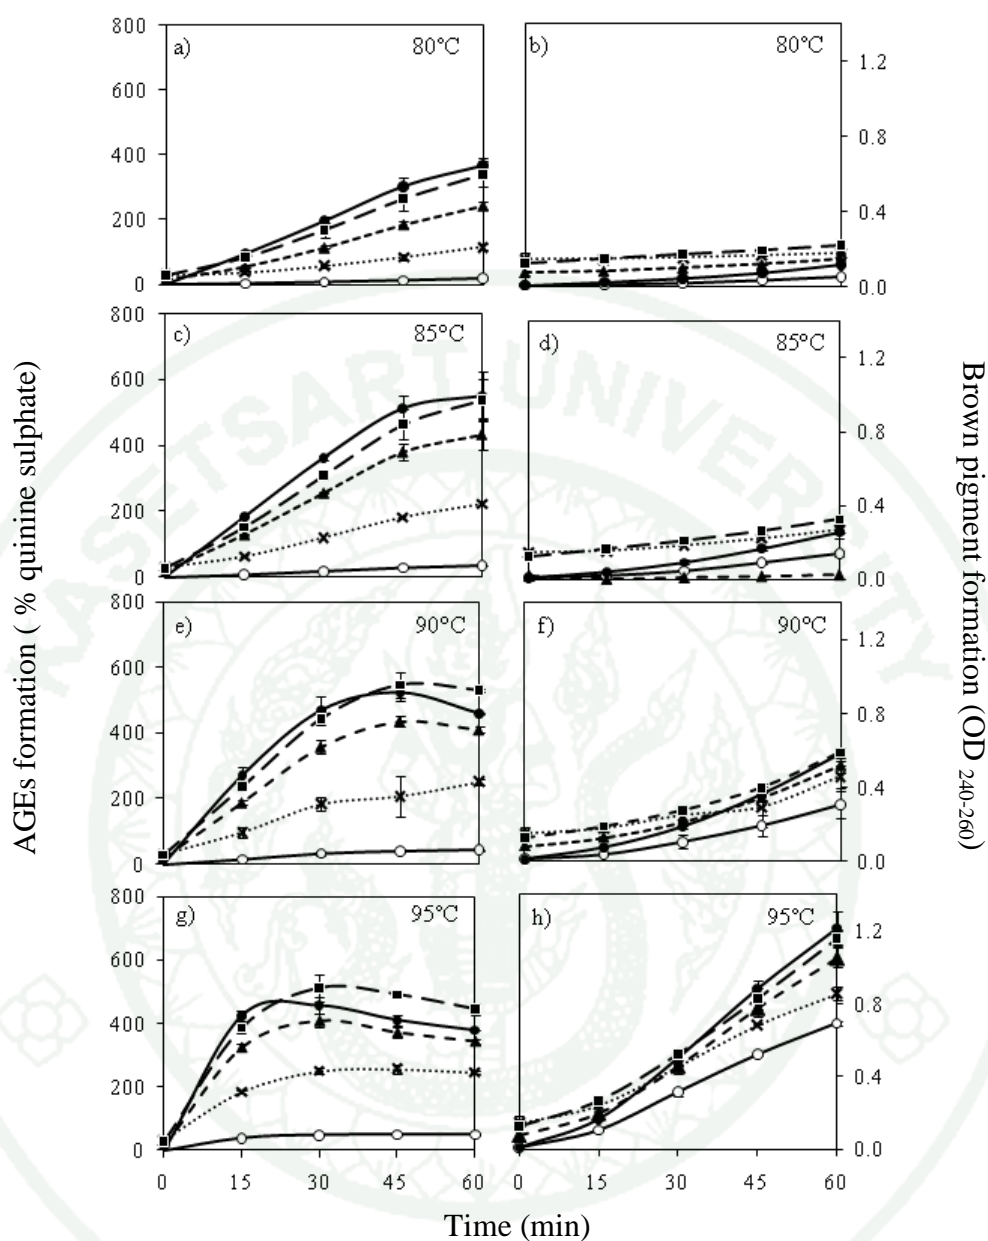 AGEs formation ( % quinine sulphate)
Brown pigment formation (OD 240-260)
a) 80°C
800
600
400
200
0
b) 80°C
1.2
0.8
0.4
0.0
c) 85°C
800
600
400
200
0
d) 85°C
1.2
0.8
0.4
0.0
e) 90°C
800
600
400
200
0
f) 90°C
1.2
0.8
0.4
0.0
g) 95°C
800
600
400
200
0
0 15 30 45 60
h) 95°C
1.2
0.8
0.4
0.0
0 15 30 45 60
Time (min)
KASETSART UNIVERSITY